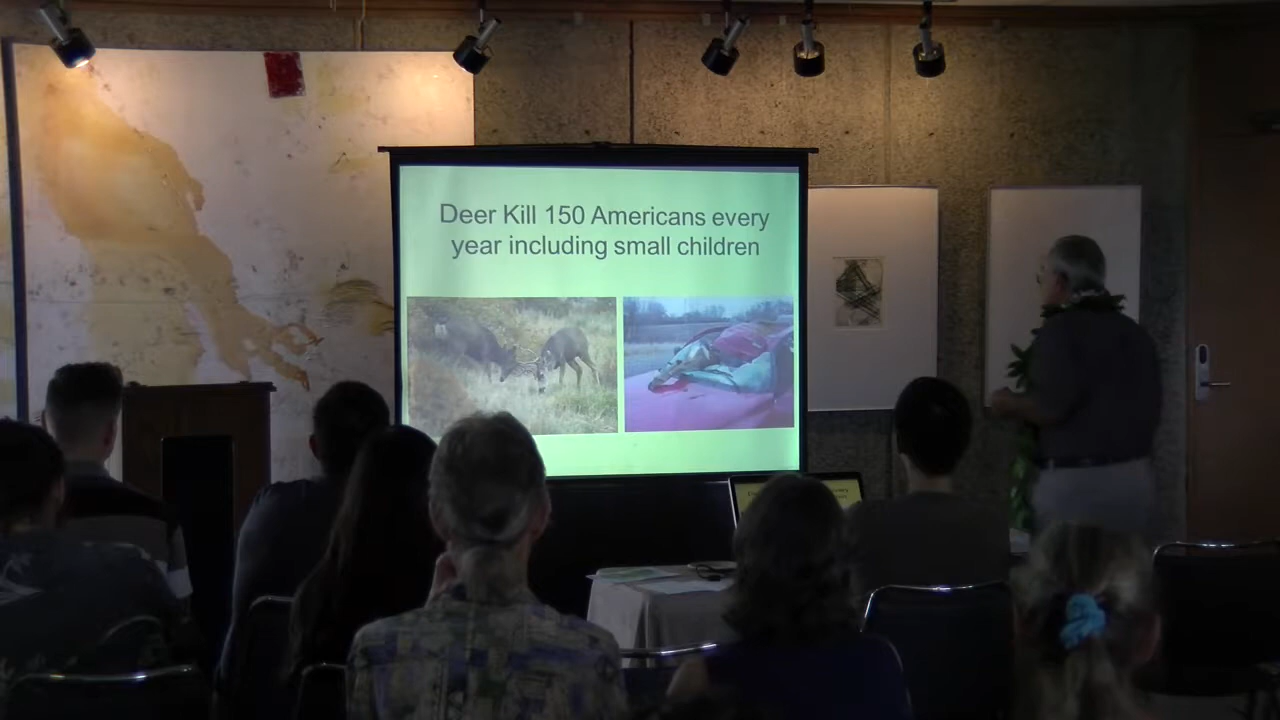 Deer Kill 150 Americans every
year including small children